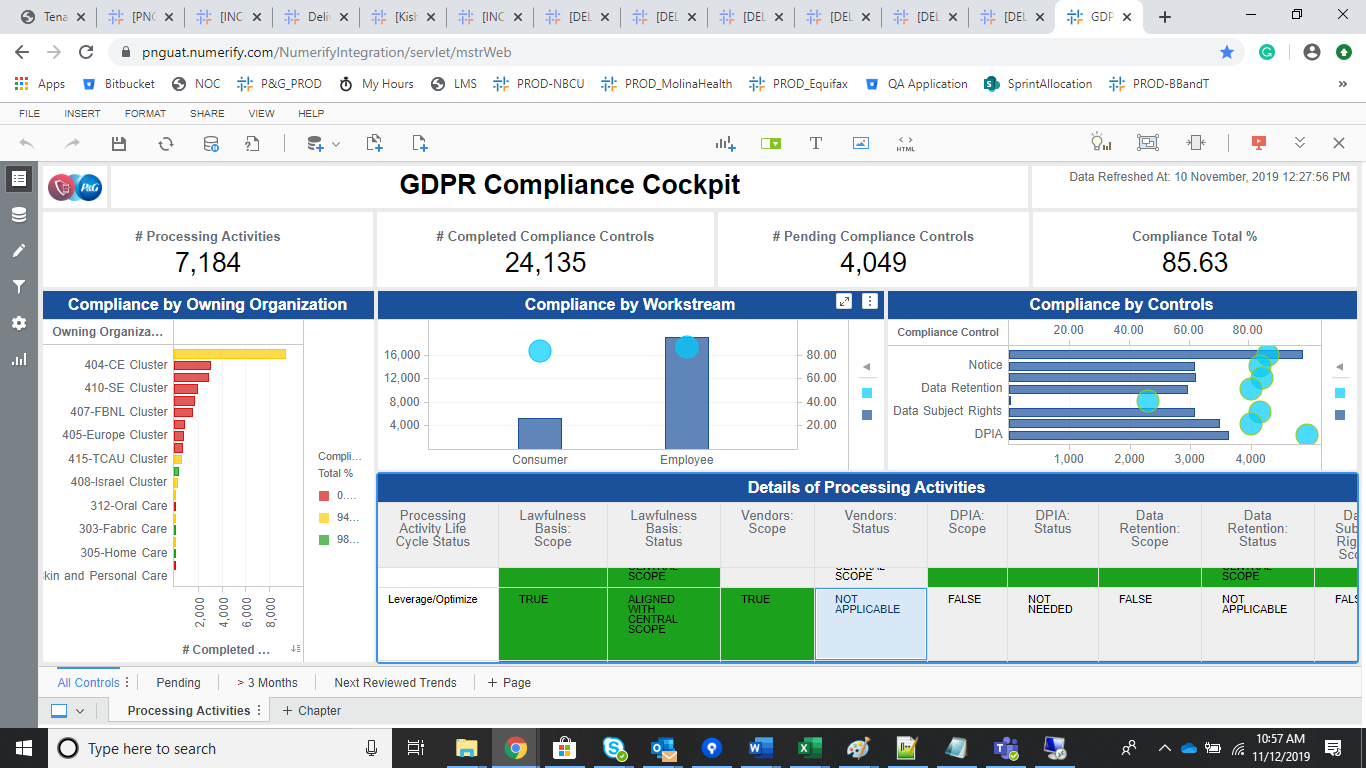 Tena
[PNC
[INC
Deliv
[Kish
[INC
[DEL
[DEL
[DEL
[DEL
[DEL
[DEL
GDP
pnguat.numerify.com/NumerifyIntegration/servlet/mstrWeb
Apps
Bitbucket
NOC
P&G_PROD
My Hours
LMS
PROD-NBCU
PROD_MolinaHealth
PROD_Equifax
QA Application
SprintAllocation
PROD-BBandT
FILE
INSERT
FORMAT
SHARE
VIEW
HELP
HTML
P&G
GDPR Compliance Cockpit
Data Refreshed At: 10 November, 2019 12:27:56 PM
# Processing Activities
7,184
# Completed Compliance Controls
24,135
# Pending Compliance Controls
4,049
Compliance Total %
85.63
Compliance by Owning Organization
Owning Organiza...
404-CE Cluster
410-SE Cluster
407-FBNL Cluster
405-Europe Cluster
415-TCAU Cluster
408-Israel Cluster
312-Oral Care
303-Fabric Care
305-Home Care
kin and Personal Care
2,000
4,000
6,000
8,000
# Completed ...
Compli...
Total %
0....
94...
98...
Compliance by Workstream
16,000
12,000
8,000
4,000
80.00
60.00
40.00
20.00
Consumer
Employee
Compliance by Controls
Compliance Control
20.00
40.00
60.00
80.00
Notice
Data Retention
Data Subject Rights
DPIA
1,000
2,000
3,000
4,000
Details of Processing Activities
Processing
Activity Life
Cycle Status
Lawfulness
Basis:
Scope
Lawfulness
Basis:
Status
Vendors:
Scope
Vendors:
Status
DPIA:
Scope
DPIA:
Status
Data
Retention:
Scope
Data
Retention:
Status
Da
Sub
Rig
Sco
CENTRAL
SCOPE
CENTRAL
SCOPE
CENTRAL
SCOPE
Leverage/Optimize
TRUE
ALIGNED
WITH
CENTRAL
SCOPE
TRUE
NOT
APPLICABLE
FALSE
NOT
NEEDED
FALSE
NOT
APPLICABLE
FALS
All Controls
Pending
> 3 Months
Next Reviewed Trends
+ Page
Processing Activities
+ Chapter
Type here to search
10:57 AM
11/12/2019